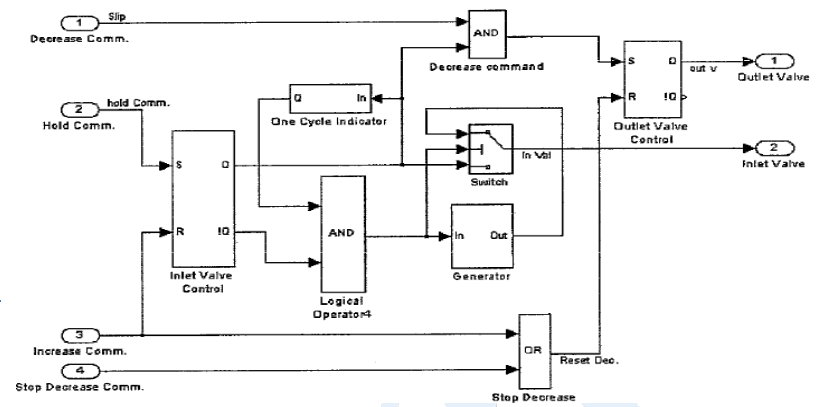 1
Slip
Decrease Comm.
AND
Decrease command
S
Q
R
!Q
out v
Outlet Valve
Control
1
Outlet Valve
2
hold Comm.
Hold Comm.
Q
In
One Cycle Indicator
S
Q
R
!Q
Inlet Valve
Control
Switch
In Val
2
Inlet Valve
AND
Logical
Operator4
In
Out
Generator
3
Increase Comm.
4
Stop Decrease Comm.
OR
Reset Dec.
Stop Decrease